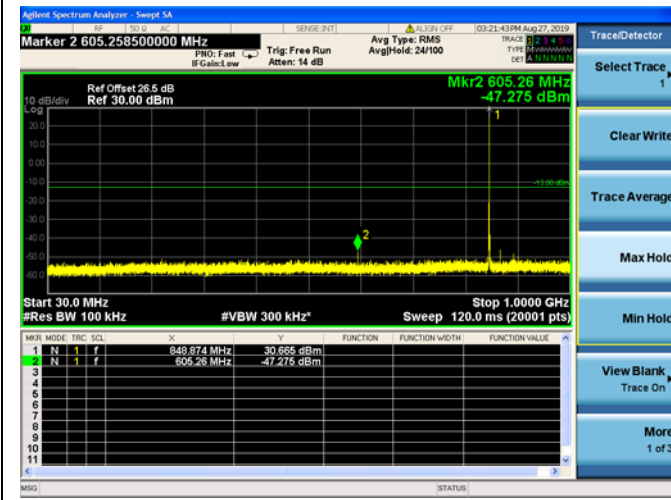 Agilent Spectrum Analyzer - Swept SA
RF 50 Ω AC SENSE:INT ALIGN OFF 03:21:43 PM Aug 27, 2019
Marker 2 605.258500000 MHz
PNO: Fast
IFGain:Low
Trig: Free Run
Atten: 14 dB
Avg Type: RMS
Avg|Hold: 24/100
TRACE 1 2 3 4 5 6
TYPE M
DET A N N N N N
Trace/Detector
Select Trace
1
Clear Write
Trace Average
Max Hold
Min Hold
View Blank
Trace On
More
1 of 3
Mkr2 605.26 MHz
-47.275 dBm
Ref Offset 26.5 dB
10 dB/div Ref 30.00 dBm
Log
20.0
10.0
0.00
-10.0
-20.0
-30.0
-40.0
-50.0
-60.0
1
-13.00 dBm
2
Start 30.0 MHz Stop 1.0000 GHz
#Res BW 100 kHz #VBW 300 kHz* Sweep 120.0 ms (20001 pts)
MKR MODE TRC SCL X Y FUNCTION FUNCTION WIDTH FUNCTION VALUE
1 N 1 f 848.874 MHz 30.665 dBm
2 N 1 f 605.26 MHz -47.275 dBm
3
4
5
6
7
8
9
10
11
MSG STATUS